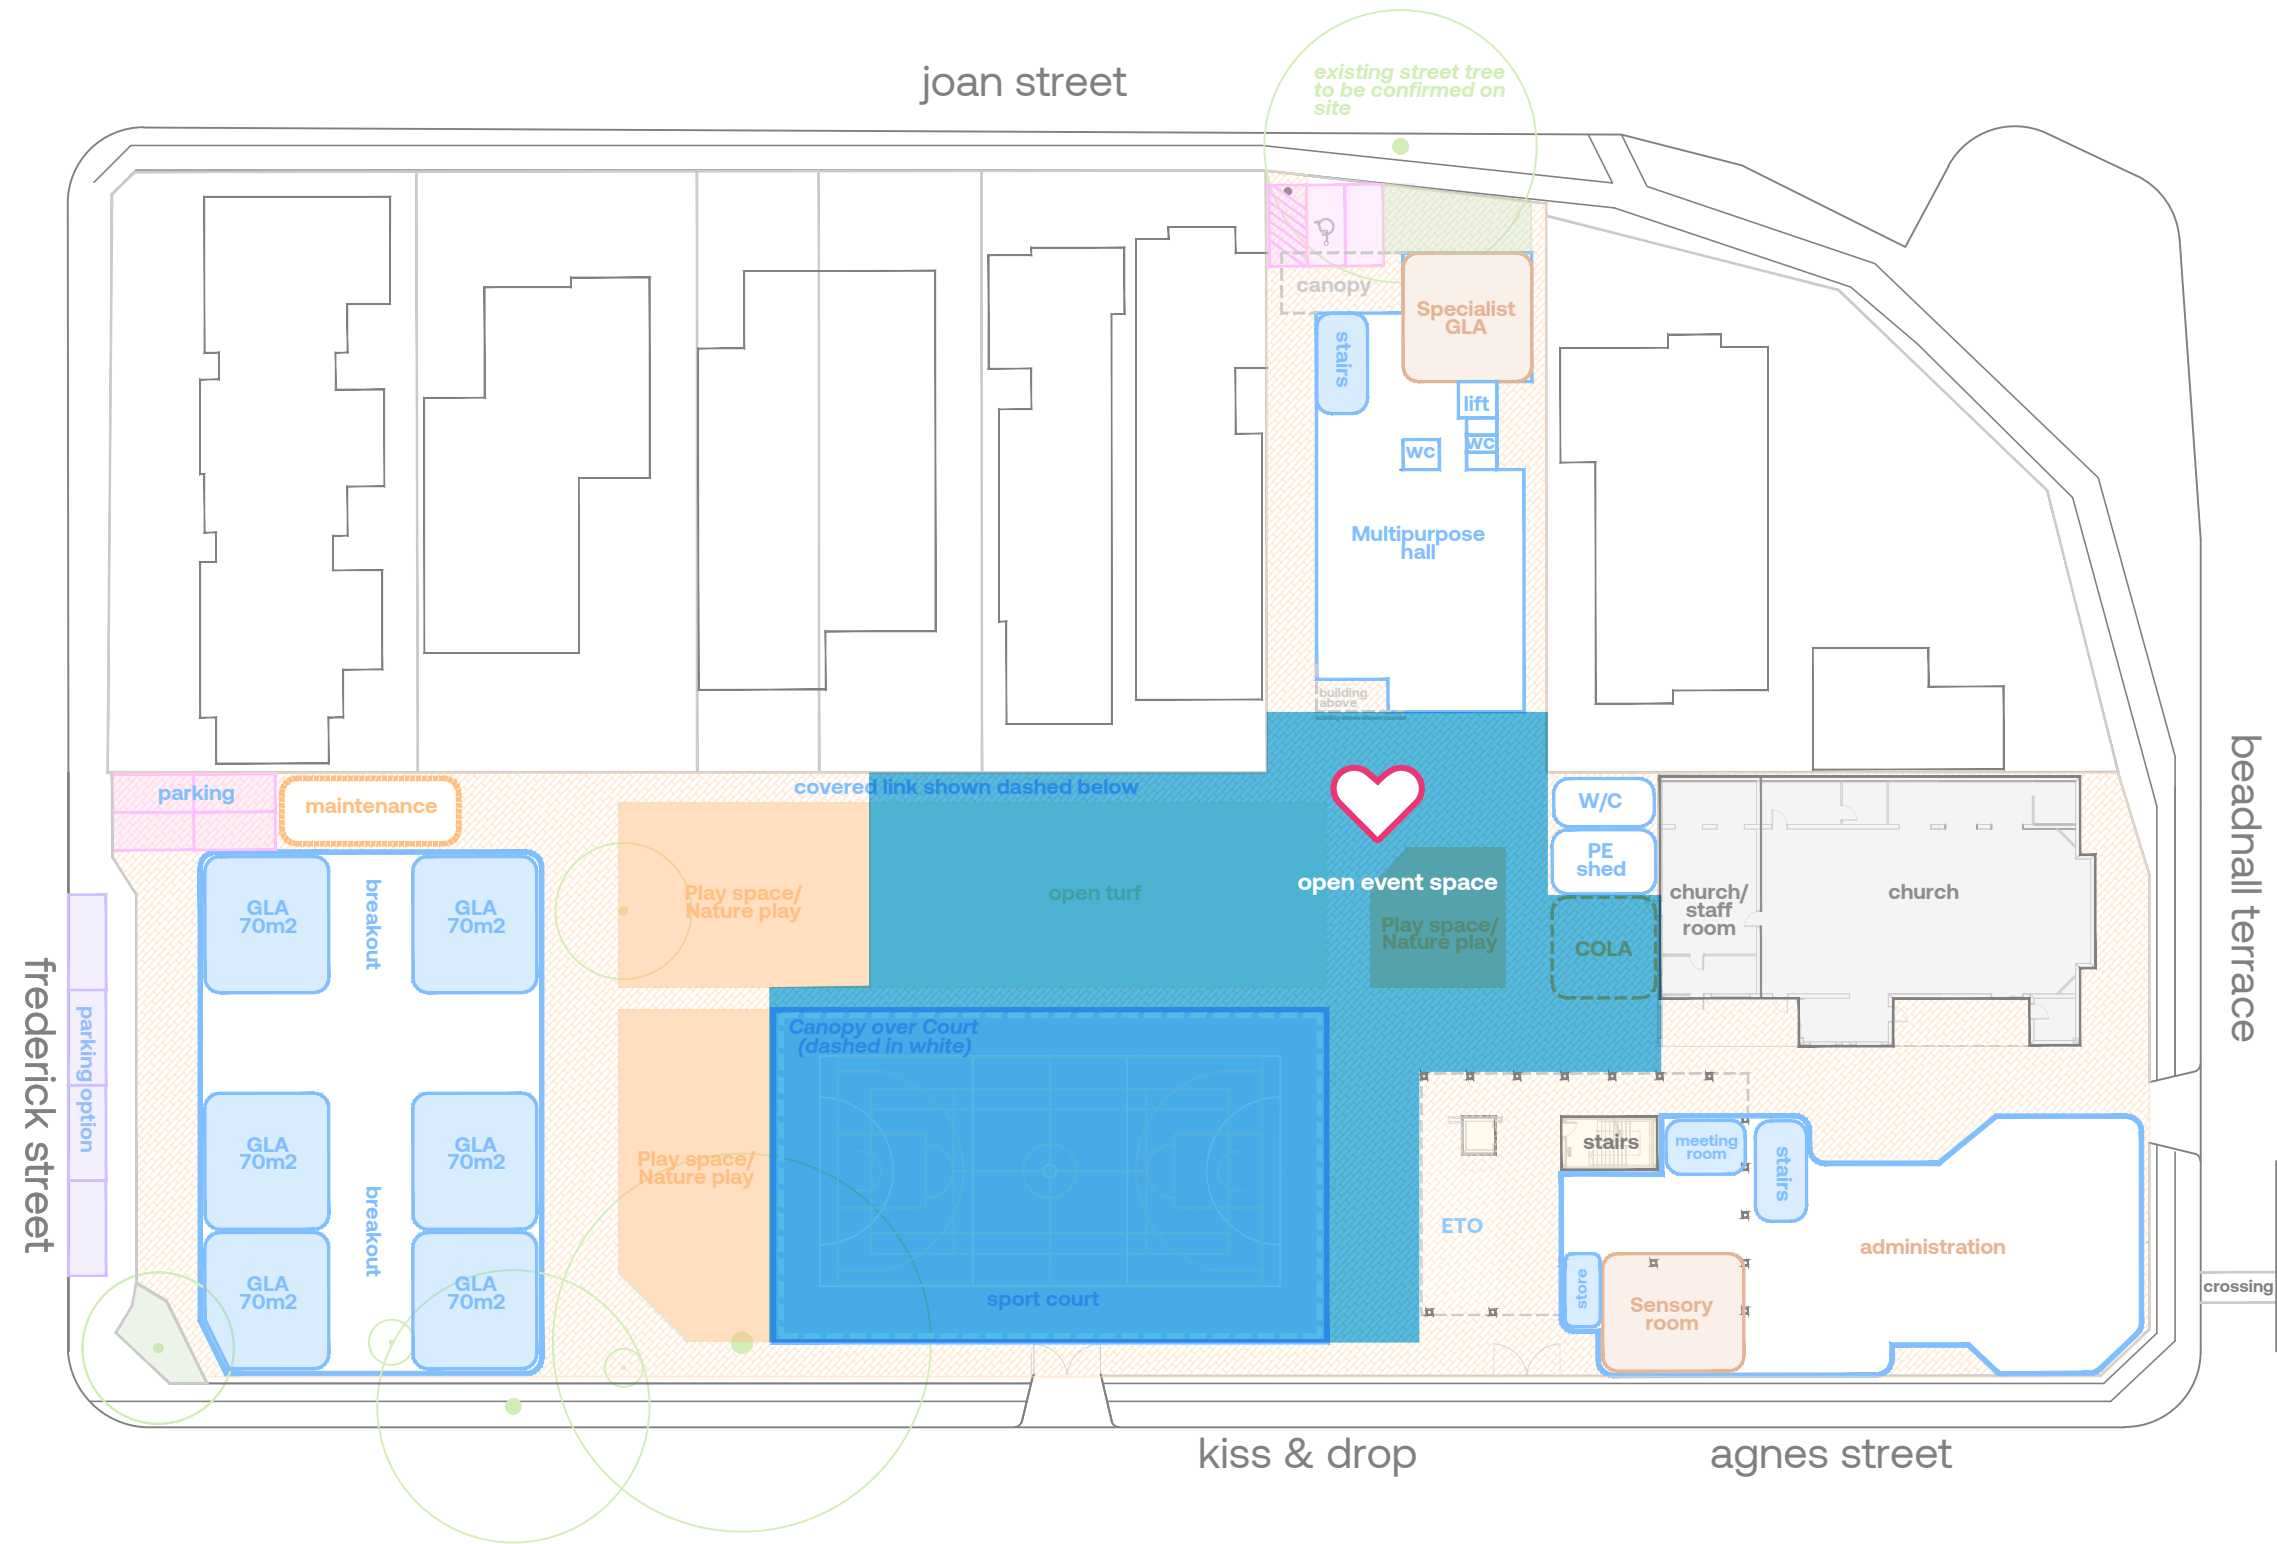 joan street
existing street tree
to be confirmed on
site
canopy
Specialist
GLA
stairs
lift
wc
wc
Multipurpose
hall
building
above
building above shown dashed
covered link shown dashed below
parking
maintenance
W/C
PE
shed
COLA
church/
staff
room
church
open event space
open turf
Play space/
Nature play
Play space/
Nature play
GLA
70m2
breakout
GLA
70m2
Canopy over Court
(dashed in white)
beadnall terrace
frederick street
parking option
GLA
70m2
GLA
70m2
breakout
GLA
70m2
GLA
70m2
Play space/
Nature play
sport court
ETO
stairs
meeting
room
stairs
administration
store
Sensory
room
crossing
kiss & drop
agnes street